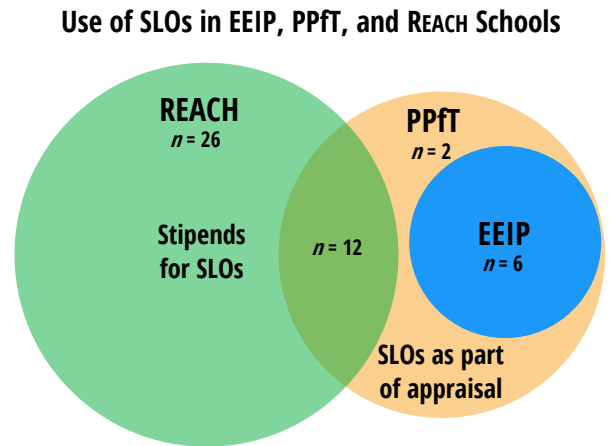 Use of SLOs in EEIP, PPfT, and REACH Schools
REACH
n = 26
PPfT
n = 2
Stipends
for SLOs
n = 12
EEIP
n = 6
SLOs as part
of appraisal